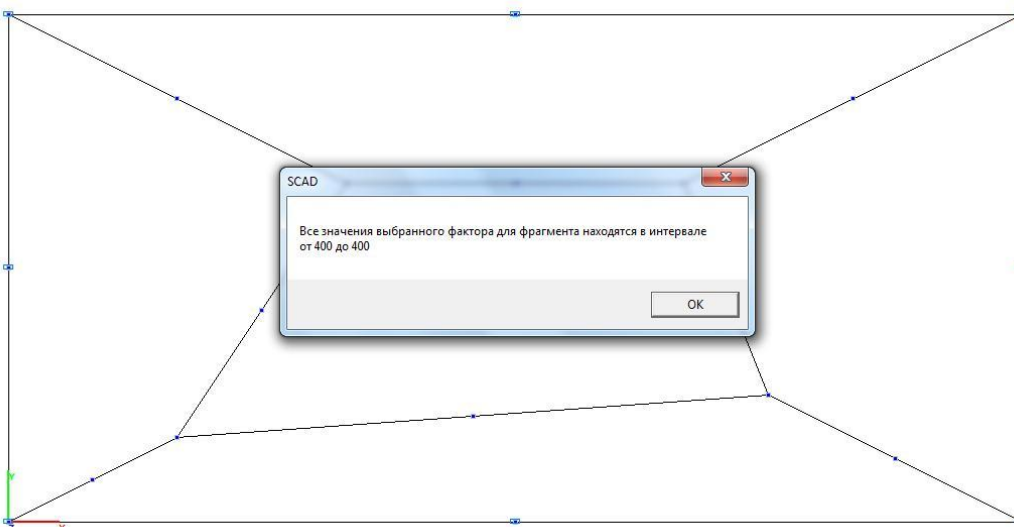 SCAD
Все значения выбранного фактора для фрагмента находятся в интервале
от 400 до 400
OK
Y
Z
X